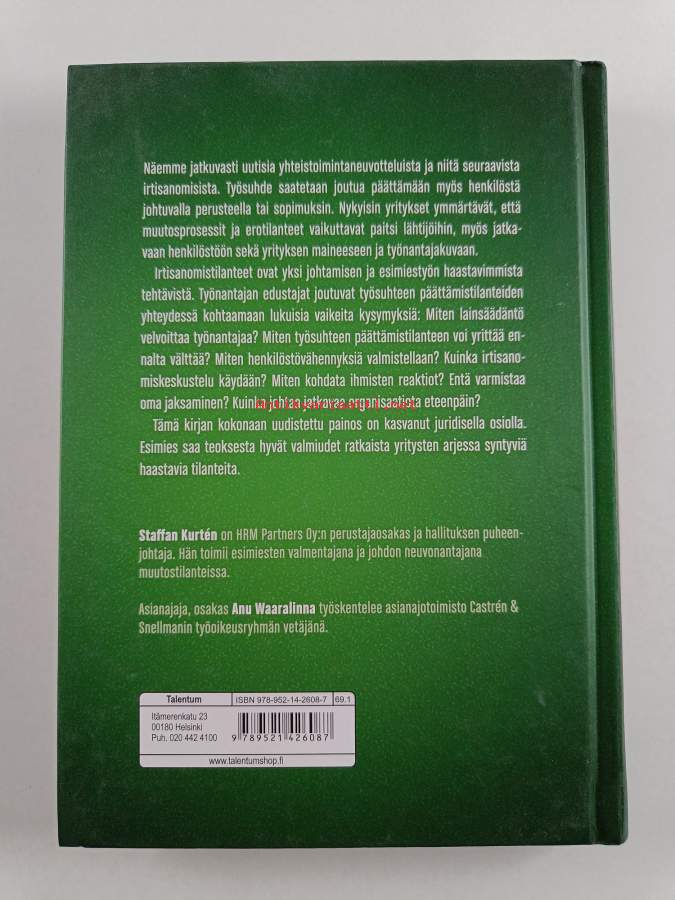 Näemme jatkuvasti uutisia yhteistoimintaneuvotteluista ja niitä seuraavista
irtisanomisista. Työsuhde saatetaan joutua päättämään myös henkilöstä
johtuvalla perusteella tai sopimuksin. Nykyisin yritykset ymmärtävät, että
muutosprosessit ja erotilanteet vaikuttavat paitsi lähtijöihin, myös jatka-
vaan henkilöstöön sekä yrityksen maineeseen ja työnantajakuvaan.
Irtisanomistilanteet ovat yksi johtamisen ja esimiestyön haastavimmista
tehtävistä. Työnantajan edustajat joutuvat työsuhteen päättämistilanteiden
yhteydessä kohtaamaan lukuisia vaikeita kysymyksiä: Miten lainsäädäntö
velvoittaa työnantajaa? Miten työsuhteen päättämistilanteen voi yrittää en-
nalta välttää? Miten henkilöstövähennyksiä valmistellaan? Kuinka irtisano-
miskeskustelu käydään? Miten kohdata ihmisten reaktiot? Entä varmistaa
oma jaksaminen? Kuinka johtaa jatkavaa organisaatiota eteenpäin?
Tämä kirjan kokonaan uudistettu painos on kasvanut juridisella osiolla.
Esimies saa teoksesta hyvät valmiudet ratkaista yritysten arjessa syntyviä
haastavia tilanteita.
Staffan Kurtén on HRM Partners Oy:n perustajaosakas ja hallituksen puheen-
johtaja. Hän toimii esimiesten valmentajana ja johdon neuvonantajana
muutostilanteissa.
Asianajaja, osakas Anu Waaralinna työskentelee asianajotoimisto Castrén &
Snellmanin työoikeusryhmän vetäjänä.
Talentum ISBN 978-952-14-2608-7 69.1
Itämerenkatu 23
00180 Helsinki
Puh. 020 442 4100
9 789521 426087
www.talentumshop.fi